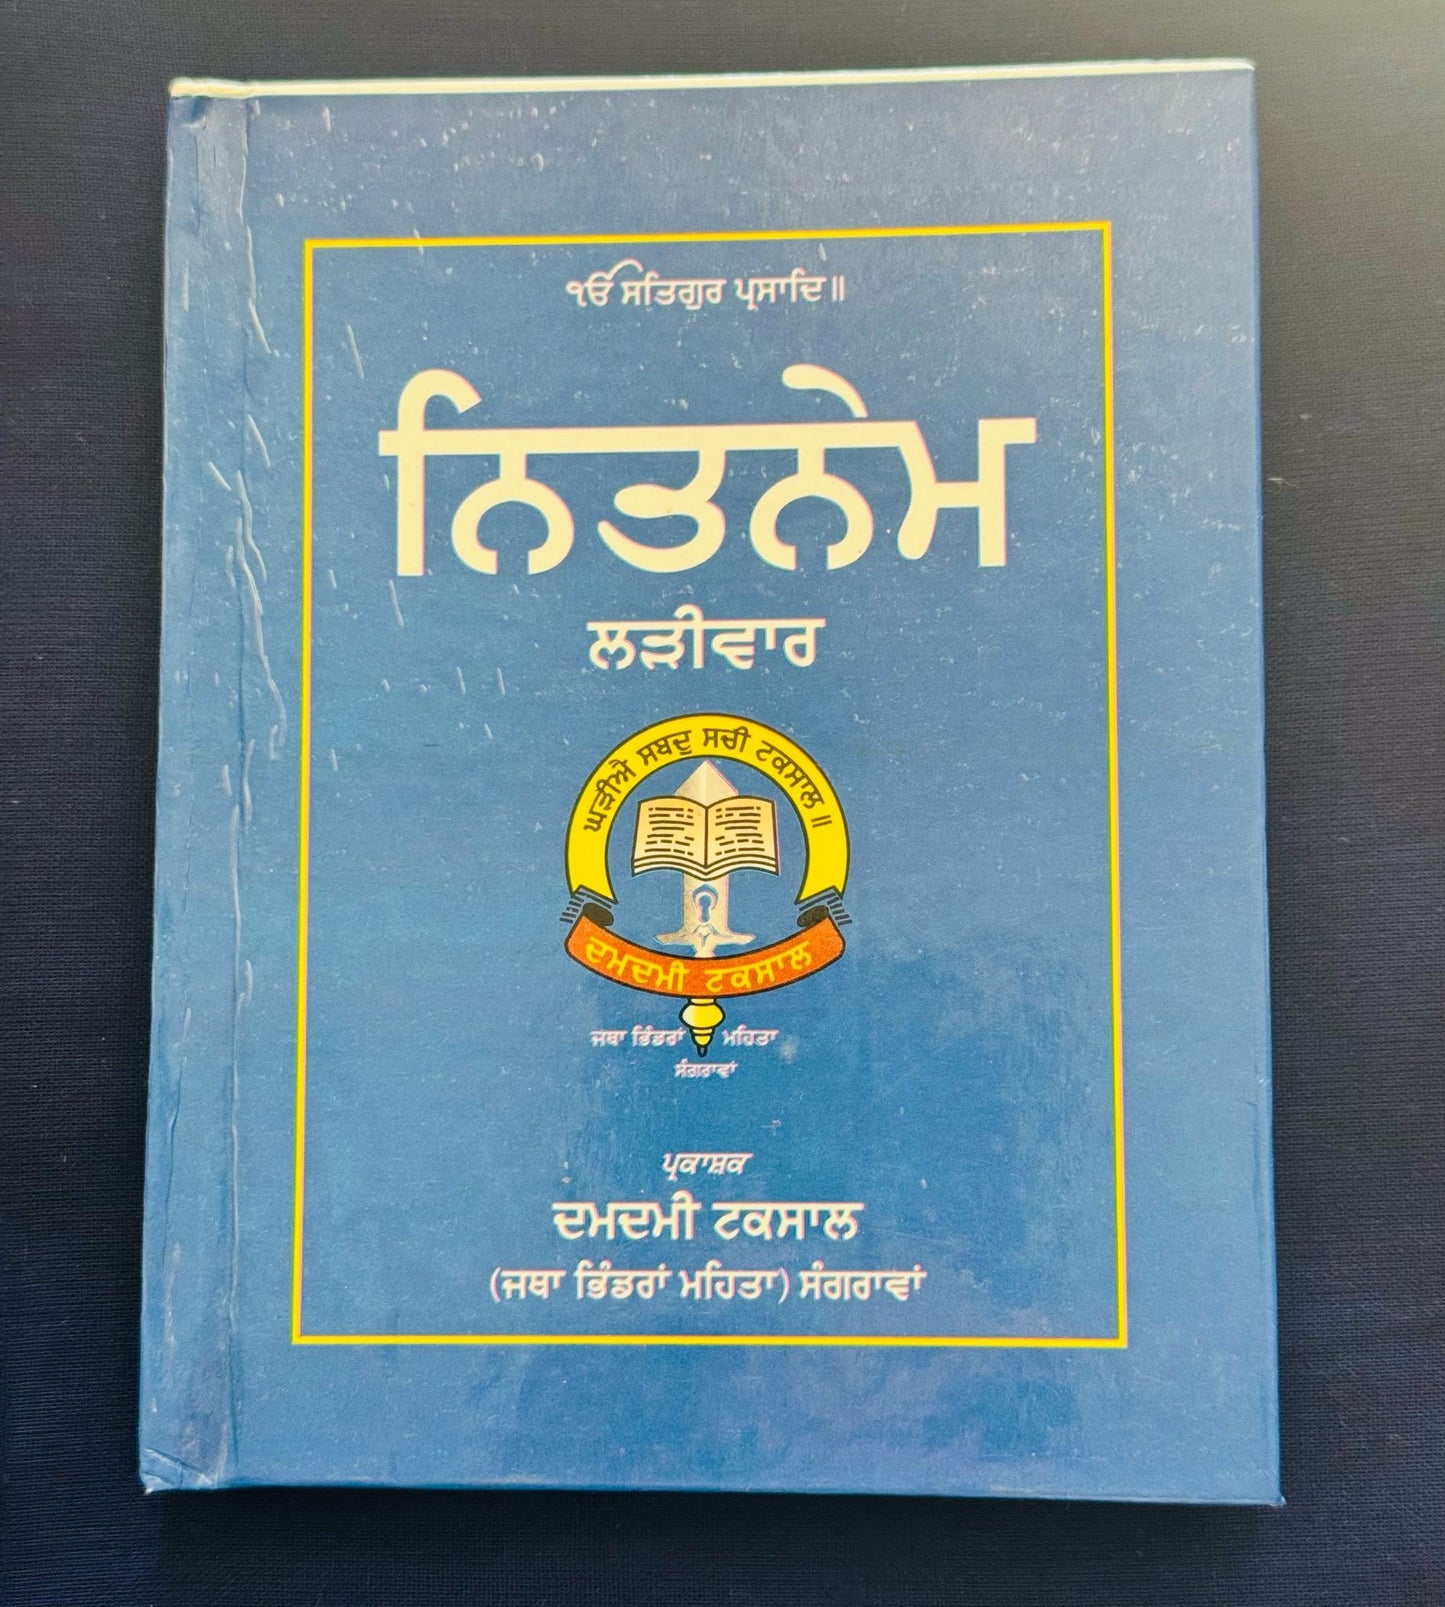 ੴ ਸਤਿਗੁਰ ਪ੍ਰਸਾਦਿ॥
ਨਿਤਨੇਮ
ਲੜੀਵਾਰ
ਘੜੀਐ ਸਬਦੁ ਸਚੀ ਟਕਸਾਲ॥
ਦਮਦਮੀ ਟਕਸਾਲ
ਜਥਾ ਭਿੰਡਰਾਂ ਮਹਿਤਾ
ਸੰਗਰਾਵਾਂ
ਪ੍ਰਕਾਸ਼ਕ
ਦਮਦਮੀ ਟਕਸਾਲ
(ਜਥਾ ਭਿੰਡਰਾਂ ਮਹਿਤਾ) ਸੰਗਰਾਵਾਂ